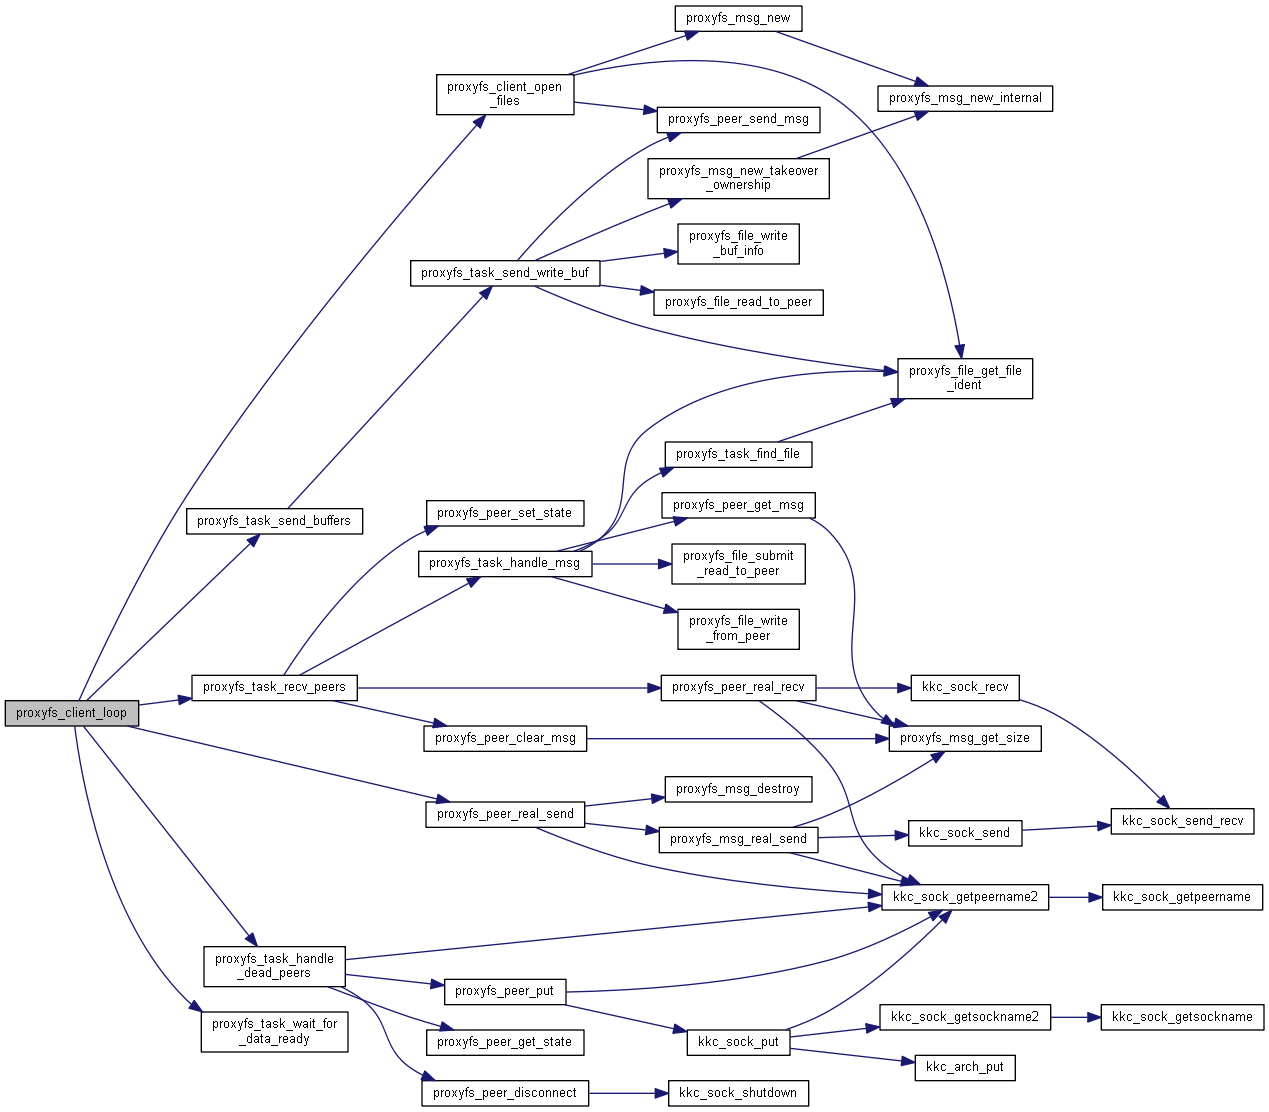 proxyfs_msg_new
proxyfs_client_open
_files
proxyfs_msg_new_internal
proxyfs_peer_send_msg
proxyfs_msg_new_takeover
_ownership
proxyfs_file_write
_buf_info
proxyfs_task_send_write_buf
proxyfs_file_read_to_peer
proxyfs_file_get_file
_ident
proxyfs_task_find_file
proxyfs_peer_get_msg
proxyfs_peer_set_state
proxyfs_task_send_buffers
proxyfs_task_handle_msg
proxyfs_file_submit
_read_to_peer
proxyfs_file_write
_from_peer
proxyfs_task_recv_peers
proxyfs_peer_real_recv
kkc_sock_recv
proxyfs_client_loop
proxyfs_peer_clear_msg
proxyfs_msg_get_size
proxyfs_msg_destroy
proxyfs_peer_real_send
kkc_sock_send_recv
proxyfs_msg_real_send
kkc_sock_send
kkc_sock_getpeername2
kkc_sock_getpeername
proxyfs_task_handle
_dead_peers
proxyfs_peer_put
kkc_sock_getsockname2
kkc_sock_getsockname
proxyfs_task_wait_for
_data_ready
proxyfs_peer_get_state
kkc_sock_put
kkc_arch_put
proxyfs_peer_disconnect
kkc_sock_shutdown